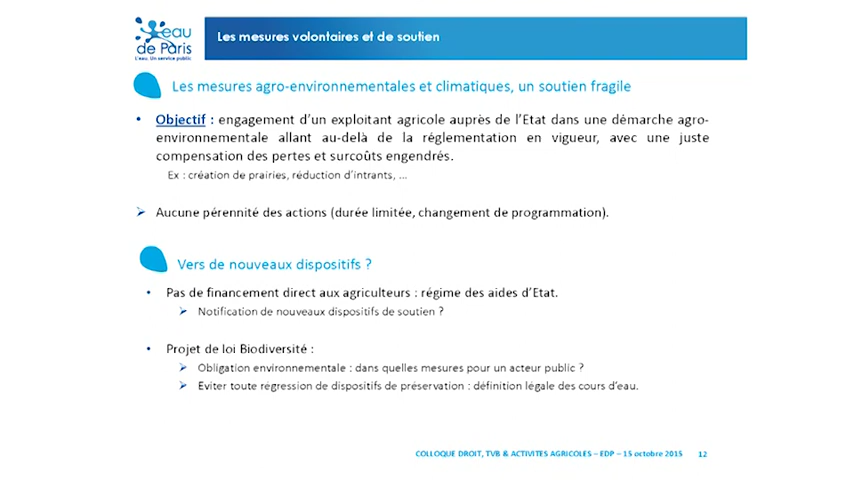 eau
de Paris
L'eau. Un service public
Les mesures volontaires et de soutien
Les mesures agro-environnementales et climatiques, un soutien fragile
• Objectif : engagement d'un exploitant agricole auprès de l'Etat dans une démarche agro-
environnementale allant au-delà de la réglementation en vigueur, avec une juste
compensation des pertes et surcoûts engendrés.
Ex : création de prairies, réduction d'intrants, ...
➢ Aucune pérennité des actions (durée limitée, changement de programmation).
Vers de nouveaux dispositifs ?
• Pas de financement direct aux agriculteurs : régime des aides d'Etat.
➢ Notification de nouveaux dispositifs de soutien ?
• Projet de loi Biodiversité :
➢ Obligation environnementale : dans quelles mesures pour un acteur public ?
➢ Eviter toute régression de dispositifs de préservation : définition légale des cours d'eau.
COLLOQUE DROIT, TVB & ACTIVITES AGRICOLES – EDP – 15 octobre 2015 12